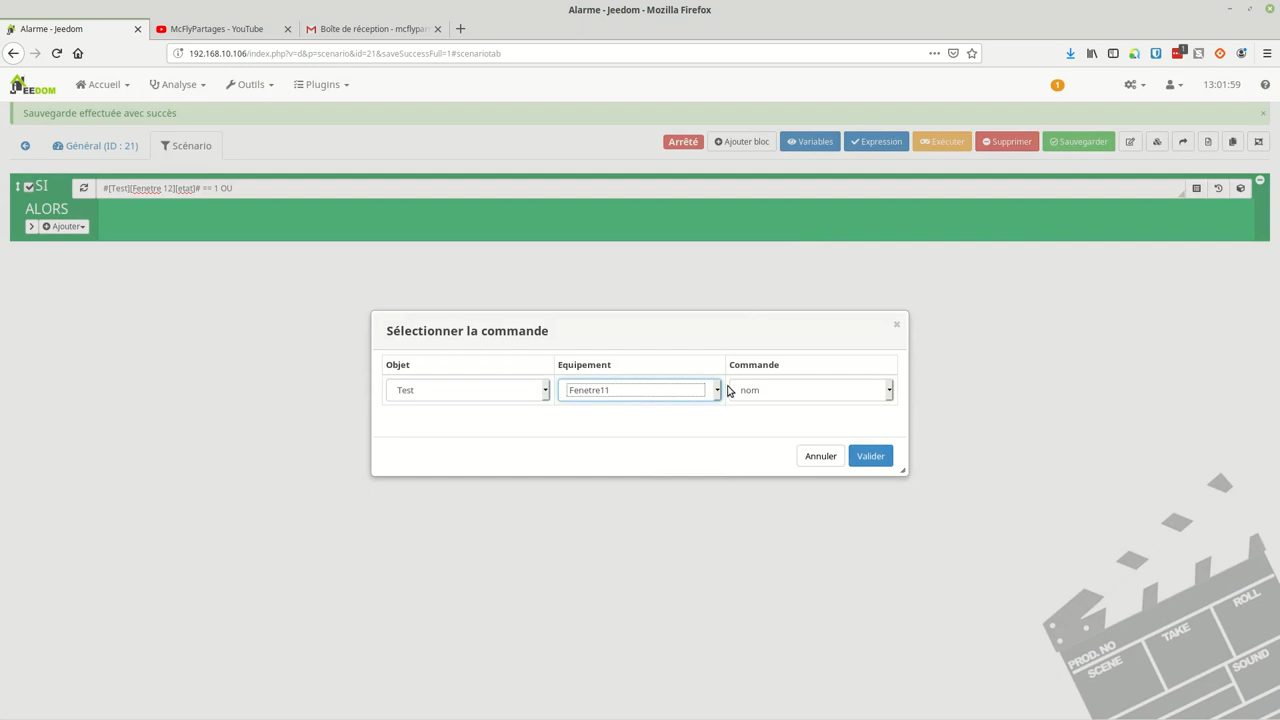 Alarme - Jeedom - Mozilla Firefox
Alarme - Jeedom
McFlyPartages - YouTube
Boîte de réception - mcflypar
192.168.10.106/index.php?v=d&p=scenario&id=21&saveSuccessFull=1#scenariotab
1
JEEDOM
Accueil
Analyse
Outils
Plugins
1
13:01:59
Sauvegarde effectuée avec succès
×
Général (ID : 21)
Scénario
Arrêté
Ajouter bloc
Variables
Expression
Exécuter
Supprimer
Sauvegarder
SI
#[Test][Fenetre 12][etat]# == 1 OU
ALORS
Ajouter
Sélectionner la commande
Objet
Equipement
Commande
Test
Fenetre11
nom
Annuler
Valider
PROD. NO
SCENE
TAKE
ROLL
SOUND